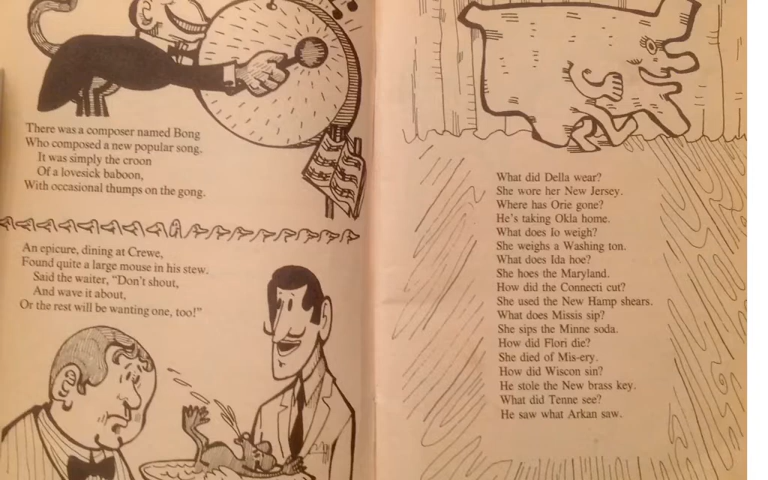 There was a composer named Bong
Who composed a new popular song.
It was simply the croon
Of a lovesick baboon,
With occasional thumps on the gong.
An epicure, dining at Crewe,
Found quite a large mouse in his stew.
Said the waiter, "Don't shout,
And wave it about,
Or the rest will be wanting one, too!"
What did Della wear?
She wore her New Jersey.
Where has Orie gone?
He's taking Okla home.
What does Io weigh?
She weighs a Washing ton.
What does Ida hoe?
She hoes the Maryland.
How did the Connecti cut?
She used the New Hamp shears.
What does Missis sip?
She sips the Minne soda.
How did Flori die?
She died of Mis-ery.
How did Wiscon sin?
He stole the New brass key.
What did Tenne see?
He saw what Arkan saw.